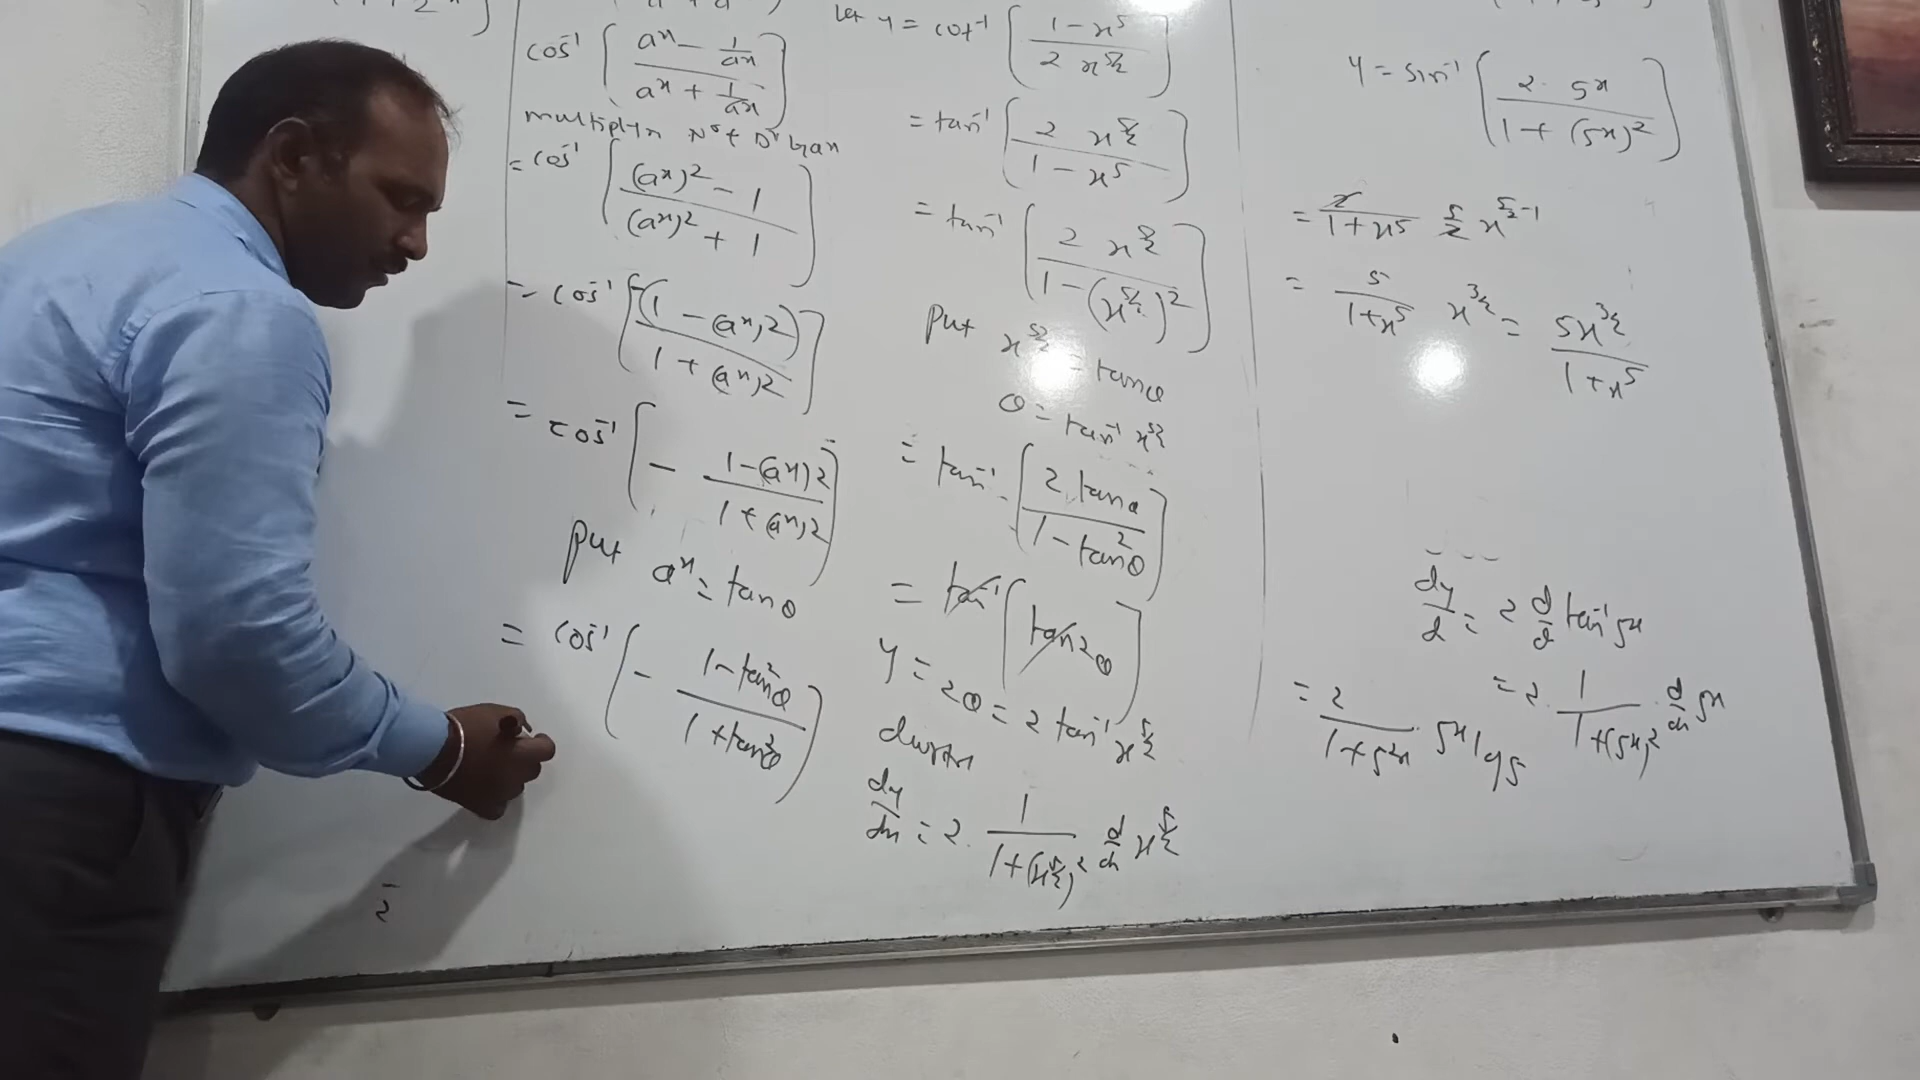 cos⁻¹ [ (aˣ - 1/aˣ) / (aˣ + 1/aˣ) ]
multiplying Nʳ & Dʳ by aˣ
= cos⁻¹ [ ((aˣ)² - 1) / ((aˣ)² + 1) ]
= cos⁻¹ [ -(1 - (aˣ)²) / (1 + (aˣ)²) ]
= cos⁻¹ [ - (1 - (aˣ)²) / (1 + (aˣ)²) ]
put aˣ = tanθ
= cos⁻¹ ( - (1 - tan²θ) / (1 + tan²θ) )
2
Let y = cot⁻¹ [ (1 - x⁵) / (2 x^(5/2)) ]
= tan⁻¹ [ (2 x^(5/2)) / (1 - x⁵) ]
= tan⁻¹ [ (2 x^(5/2)) / (1 - (x^(5/2))²) ]
Put x^(5/2) = tanθ
θ = tan⁻¹ x^(5/2)
= tan⁻¹ [ (2 tanθ) / (1 - tan²θ) ]
= tan⁻¹ [ tan2θ ]
y = 2θ = 2 tan⁻¹ x^(5/2)
dwrtx
dy/dx = 2 . 1 / (1 + (x^(5/2))²) d/dx x^(5/2)
y = sin⁻¹ [ (2 . 5ˣ) / (1 + (5ˣ)²) ]
= 2 / (1 + x⁵) 5/2 x^(5/2 - 1)
= 5 / (1 + x⁵) x^(3/2) = 5x^(3/2) / (1 + x⁵)
dy/d = 2 d/d tan⁻¹ 5ˣ
= 2 . 1 / (1 + (5ˣ)²) . d/dx 5ˣ
= 2 / (1 + 5²ˣ) . 5ˣ log5